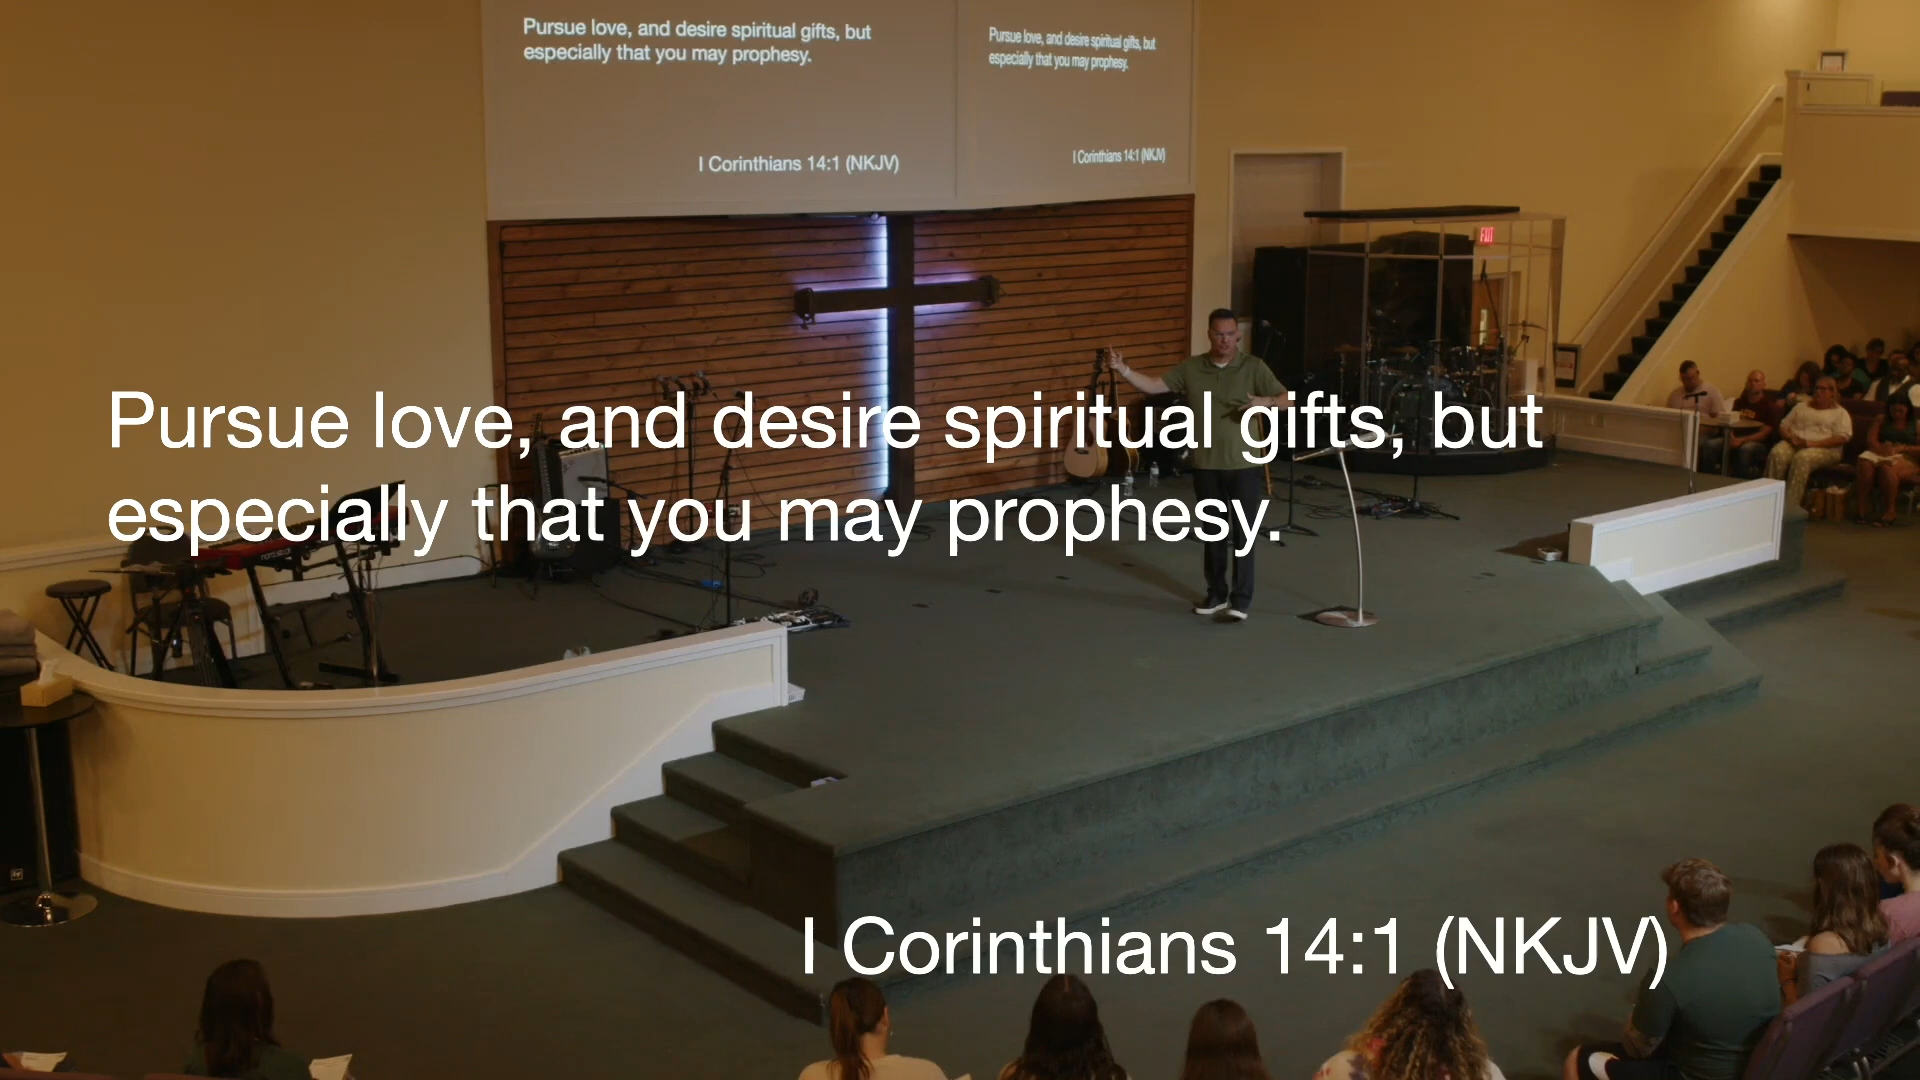 Pursue love, and desire spiritual gifts, but
especially that you may prophesy.
I Corinthians 14:1 (NKJV)
Pursue love, and desire spiritual gifts, but
especially that you may prophesy.
I Corinthians 14:1 (NKJV)
EXIT
Pursue love, and desire spiritual gifts, but
especially that you may prophesy.
I Corinthians 14:1 (NKJV)